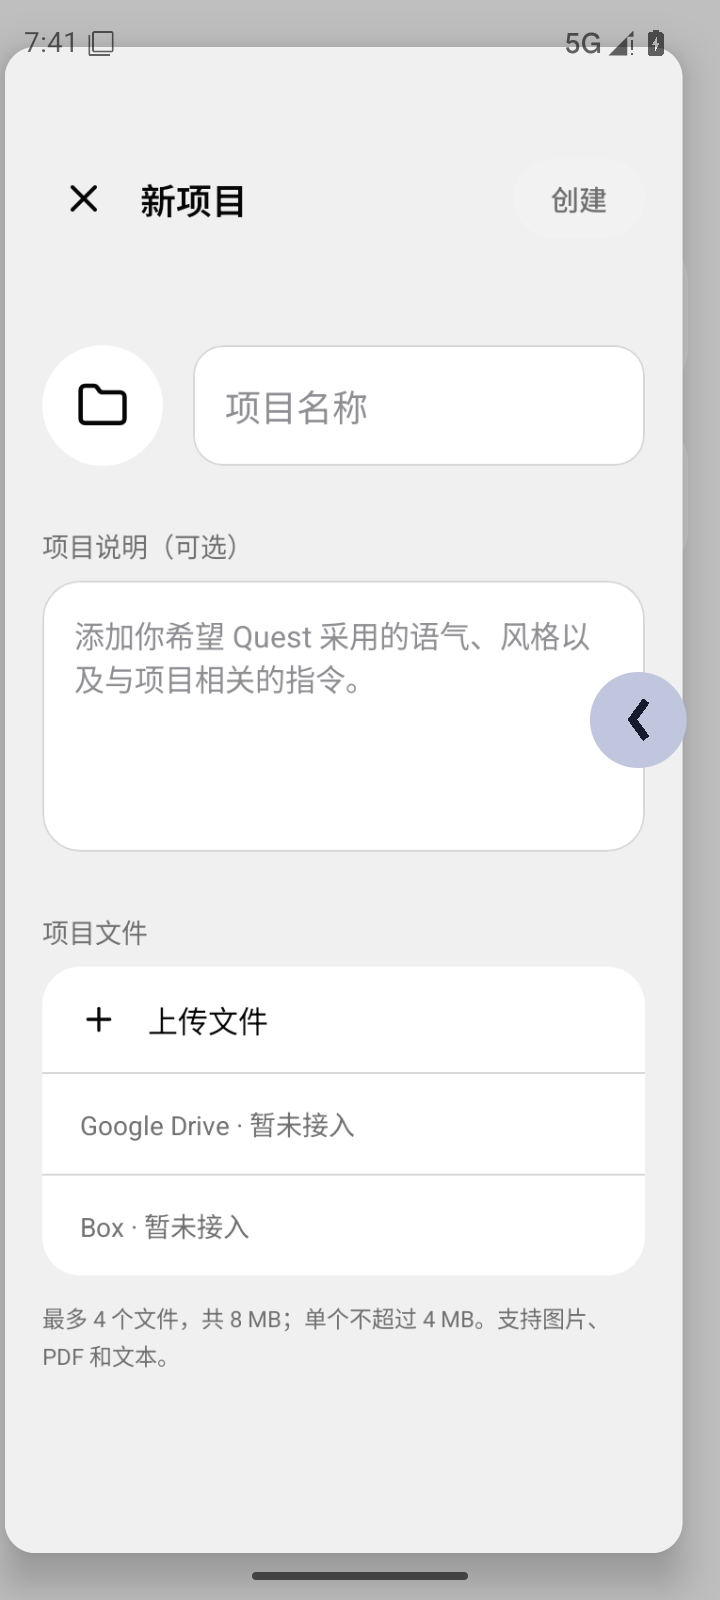 7:41
5G
新项目
创建
项目名称
项目说明（可选）
添加你希望 Quest 采用的语气、风格以
及与项目相关的指令。
项目文件
上传文件
Google Drive · 暂未接入
Box · 暂未接入
最多 4 个文件，共 8 MB；单个不超过 4 MB。支持图片、
PDF 和文本。